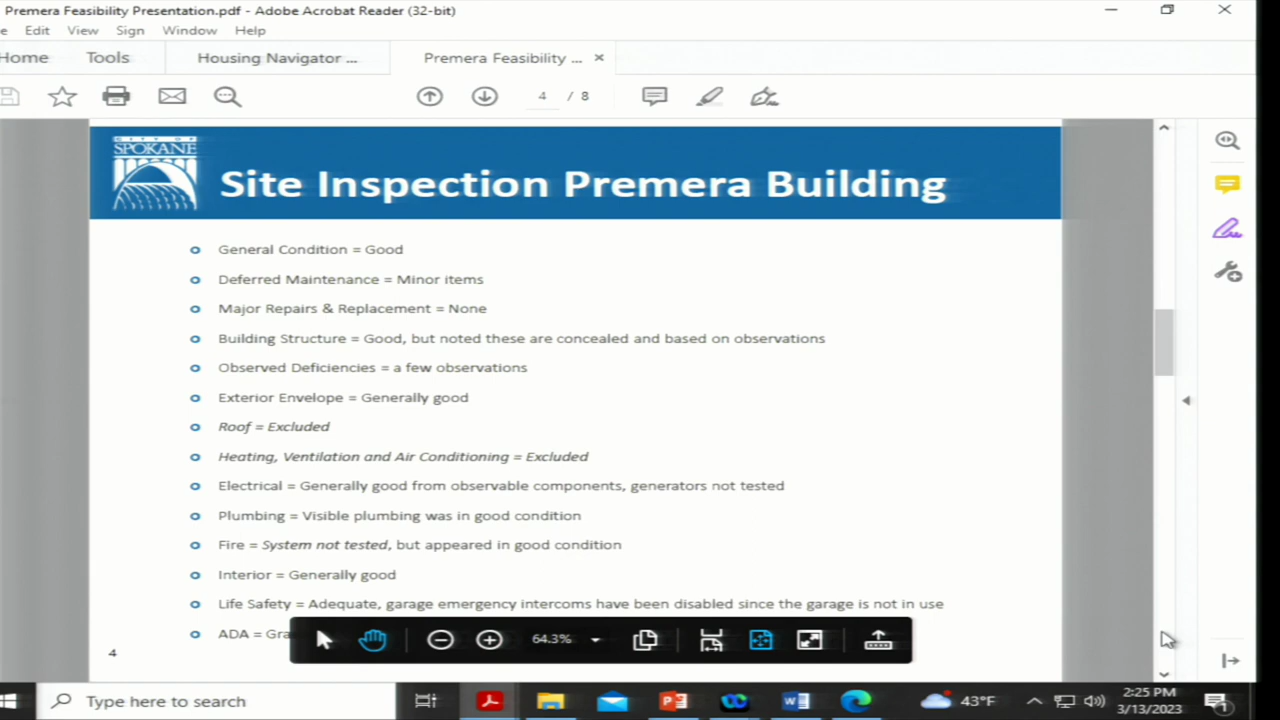 Premera Feasibility Presentation.pdf - Adobe Acrobat Reader (32-bit)
Edit View Sign Window Help
Home Tools Housing Navigator ... Premera Feasibility ...
4 / 8
CITY OF
SPOKANE
Site Inspection Premera Building
General Condition = Good
Deferred Maintenance = Minor items
Major Repairs & Replacement = None
Building Structure = Good, but noted these are concealed and based on observations
Observed Deficiencies = a few observations
Exterior Envelope = Generally good
Roof = Excluded
Heating, Ventilation and Air Conditioning = Excluded
Electrical = Generally good from observable components, generators not tested
Plumbing = Visible plumbing was in good condition
Fire = System not tested, but appeared in good condition
Interior = Generally good
Life Safety = Adequate, garage emergency intercoms have been disabled since the garage is not in use
ADA = Gra
64.3%
4
Type here to search
43°F
2:25 PM
3/13/2023
1